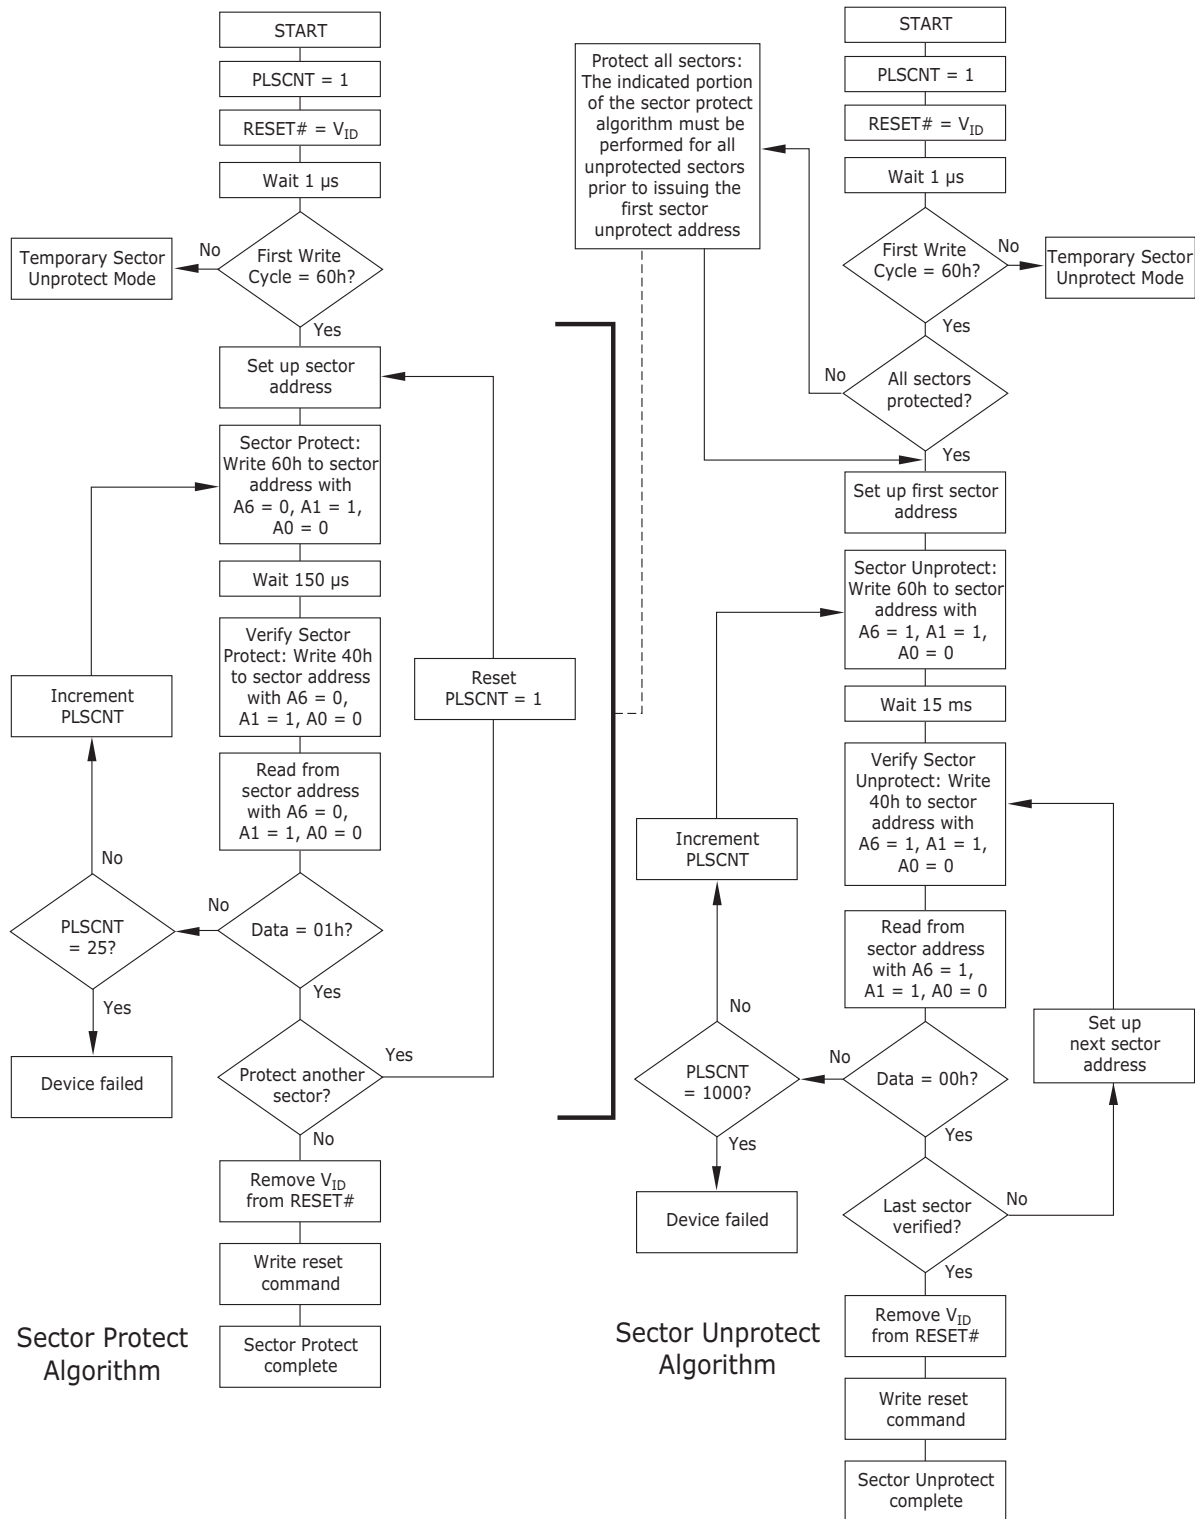 START
PLSCNT = 1
RESET# = VID
Wait 1 µs
First Write
Cycle = 60h?
No
Temporary Sector
Unprotect Mode
Yes
Set up sector
address
Sector Protect:
Write 60h to sector
address with
A6 = 0, A1 = 1,
A0 = 0
Wait 150 µs
Verify Sector
Protect: Write 40h
to sector address
with A6 = 0,
A1 = 1, A0 = 0
Reset
PLSCNT = 1
Increment
PLSCNT
Read from
sector address
with A6 = 0,
A1 = 1, A0 = 0
No
PLSCNT
= 25?
No
Data = 01h?
Yes
Yes
Device failed
Protect another
sector?
Yes
No
Remove VID
from RESET#
Write reset
command
Sector Protect
complete
Sector Protect
Algorithm
Protect all sectors:
The indicated portion
of the sector protect
algorithm must be
performed for all
unprotected sectors
prior to issuing the
first sector
unprotect address
START
PLSCNT = 1
RESET# = VID
Wait 1 µs
First Write
Cycle = 60h?
No
Temporary Sector
Unprotect Mode
Yes
No
All sectors
protected?
Yes
Set up first sector
address
Sector Unprotect:
Write 60h to sector
address with
A6 = 1, A1 = 1,
A0 = 0
Wait 15 ms
Verify Sector
Unprotect: Write
40h to sector
address with
A6 = 1, A1 = 1,
A0 = 0
Increment
PLSCNT
Read from
sector address
with A6 = 1,
A1 = 1, A0 = 0
No
Set up
next sector
address
PLSCNT
= 1000?
No
Data = 00h?
Yes
Yes
Device failed
Last sector
verified?
No
Yes
Remove VID
from RESET#
Write reset
command
Sector Unprotect
complete
Sector Unprotect
Algorithm